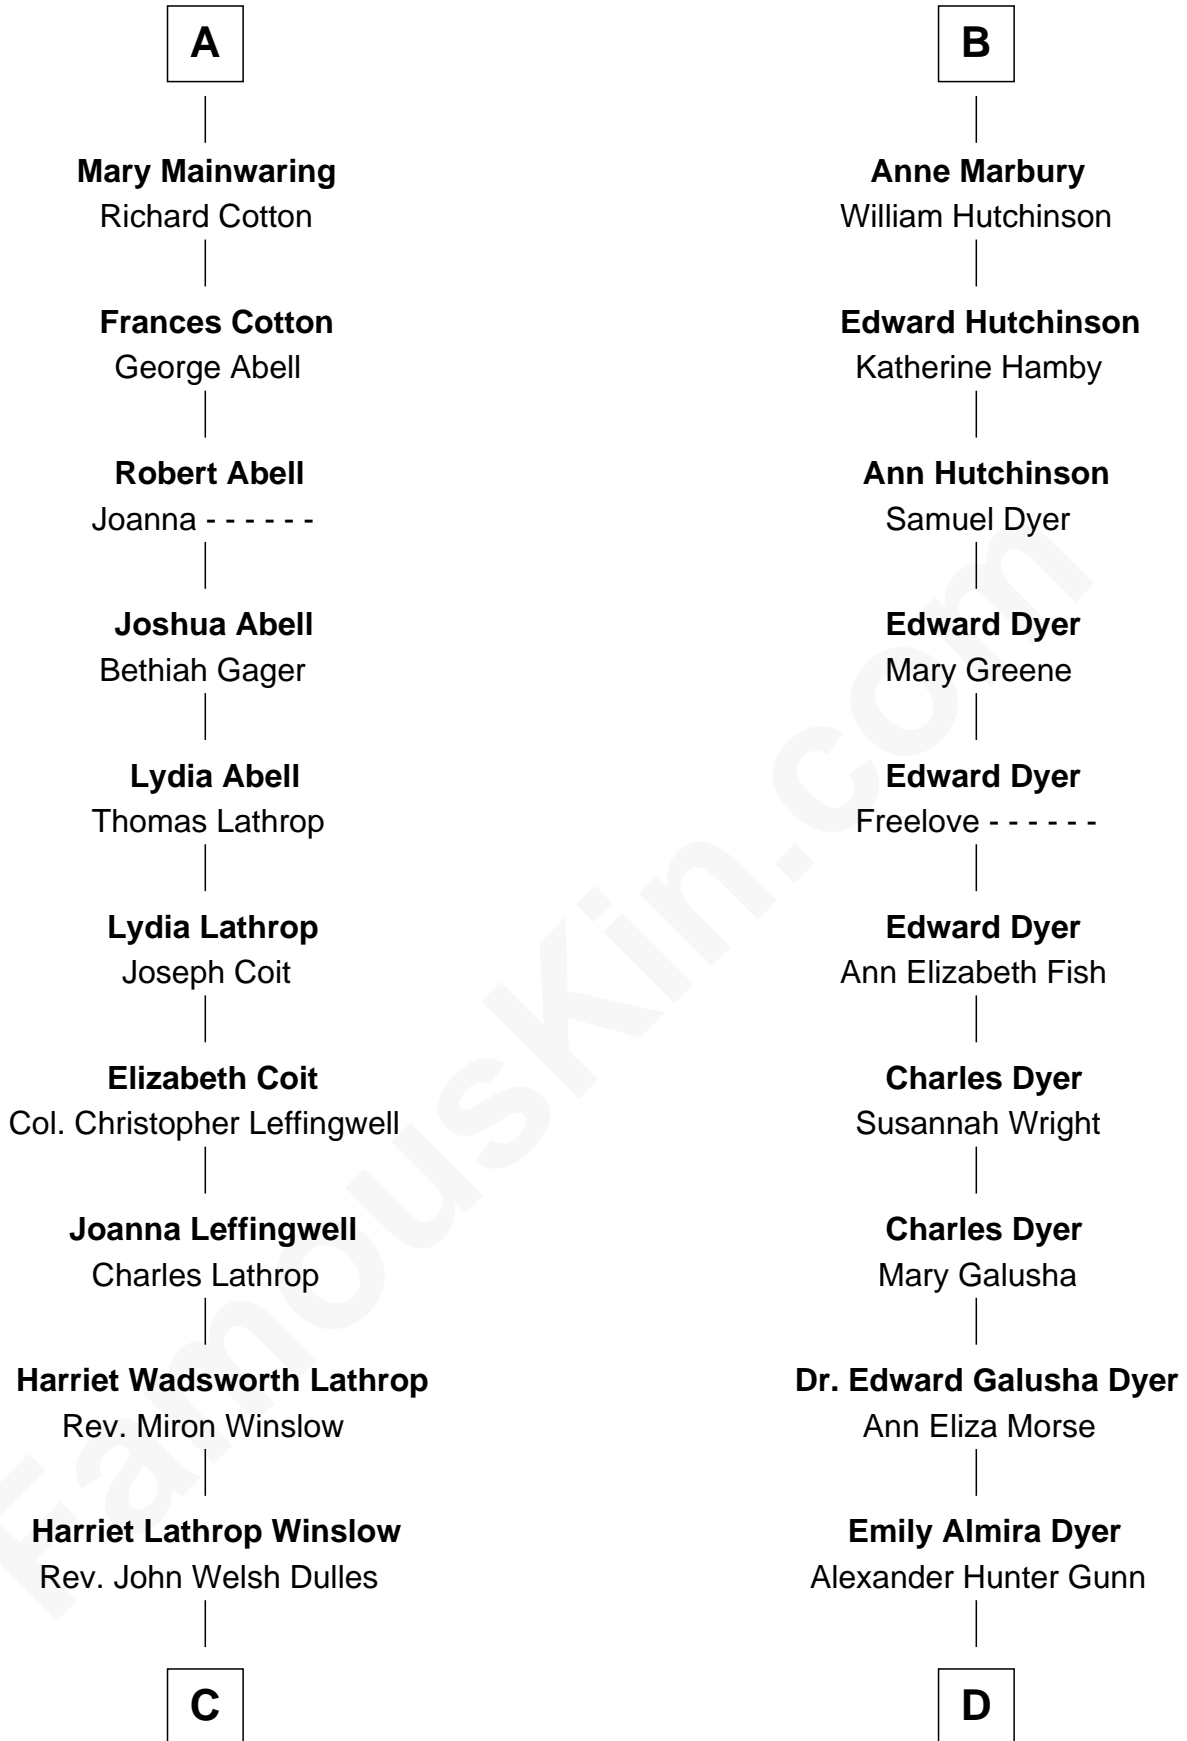 A
Mary Mainwaring
Richard Cotton
Frances Cotton
George Abell
Robert Abell
Joanna - - - - - -
Joshua Abell
Bethiah Gager
Lydia Abell
Thomas Lathrop
Lydia Lathrop
Joseph Coit
Elizabeth Coit
Col. Christopher Leffingwell
Joanna Leffingwell
Charles Lathrop
Harriet Wadsworth Lathrop
Rev. Miron Winslow
Harriet Lathrop Winslow
Rev. John Welsh Dulles
C
B
Anne Marbury
William Hutchinson
Edward Hutchinson
Katherine Hamby
Ann Hutchinson
Samuel Dyer
Edward Dyer
Mary Greene
Edward Dyer
Freelove - - - - - -
Edward Dyer
Ann Elizabeth Fish
Charles Dyer
Susannah Wright
Charles Dyer
Mary Galusha
Dr. Edward Galusha Dyer
Ann Eliza Morse
Emily Almira Dyer
Alexander Hunter Gunn
D
FamousKin.com